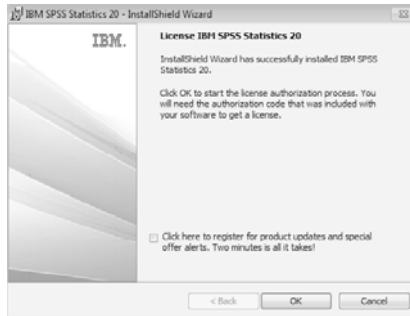 IBM SPSS Statistics 20 - InstallShield Wizard
IBM.
License IBM SPSS Statistics 20
InstallShield Wizard has successfully installed IBM SPSS
Statistics 20.
Click OK to start the license authorization process. You
will need the authorization code that was included with
your software to get a license.
Click here to register for product updates and special
offer alerts. Two minutes is all it takes!
< Back
OK
Cancel